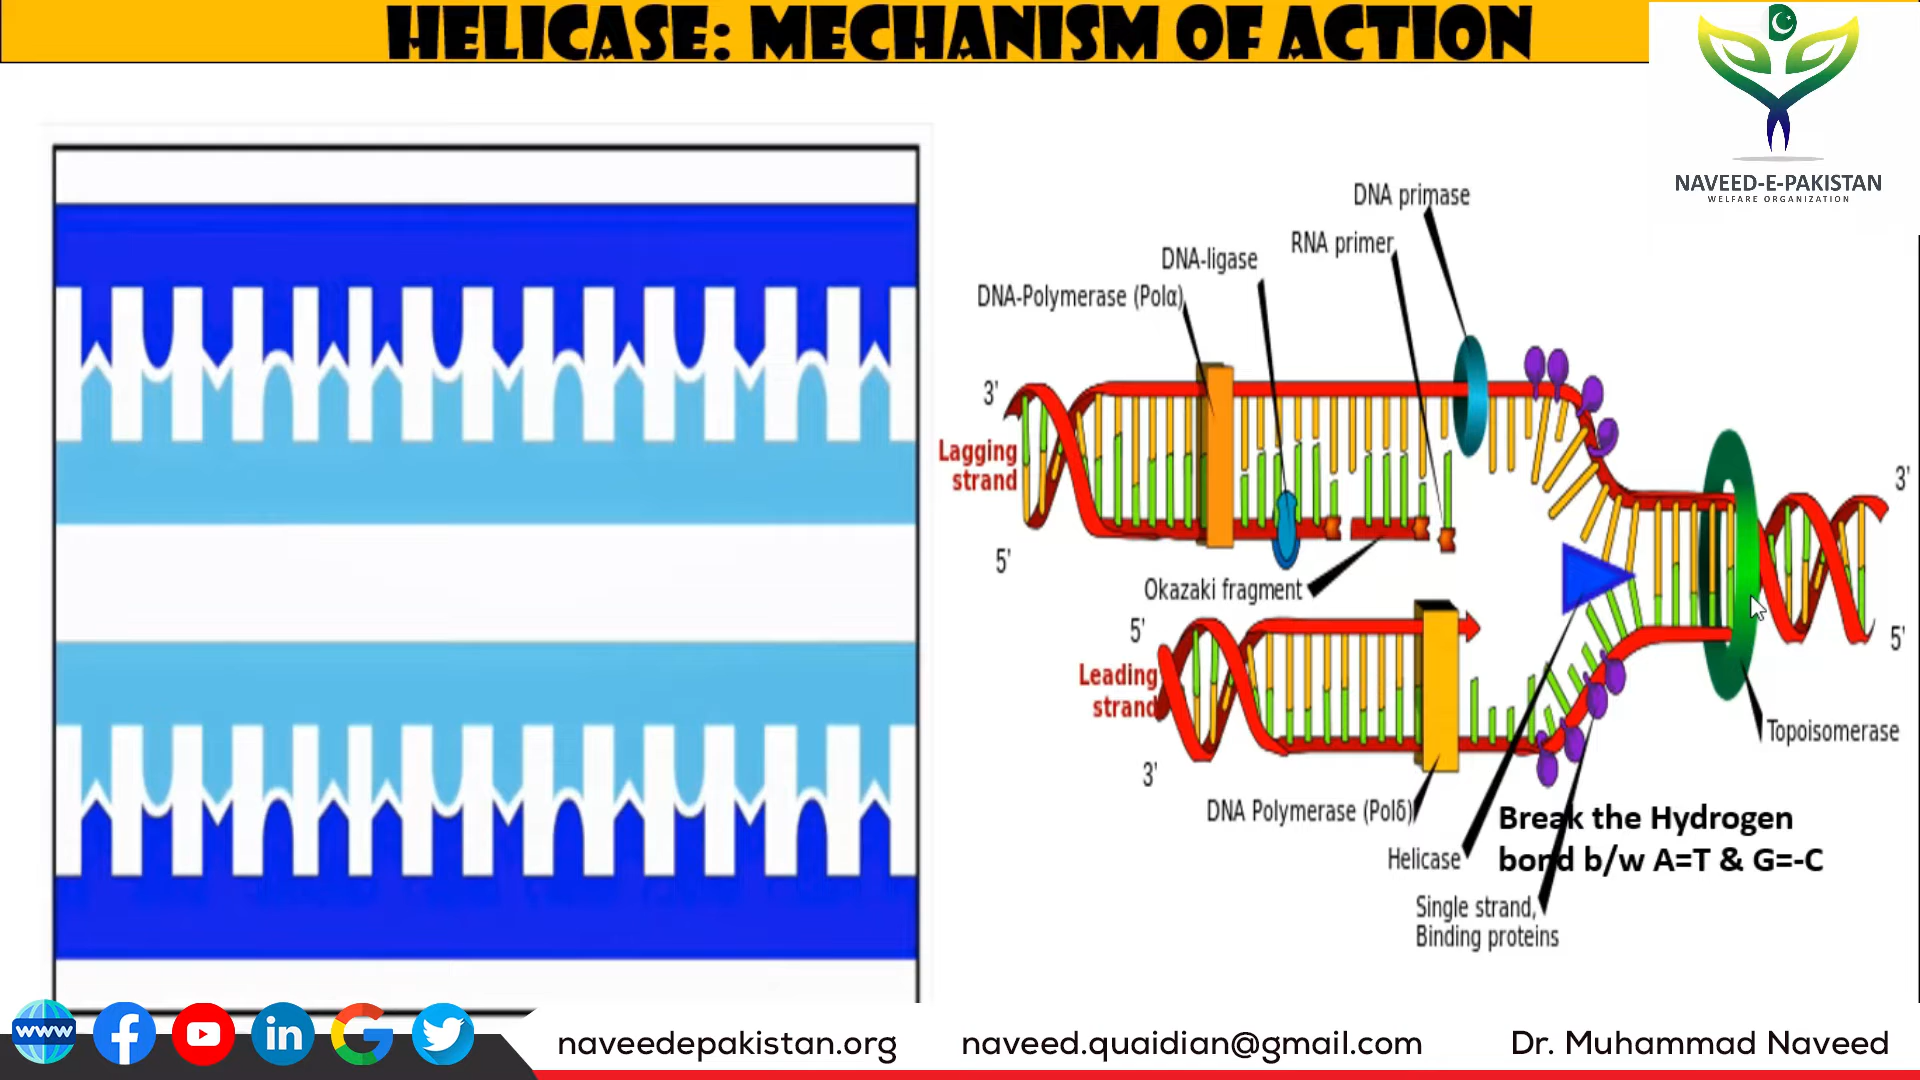 HELICASE: MECHANISM OF ACTION
NAVEED-E-PAKISTAN
WELFARE ORGANIZATION
DNA primase
RNA primer
DNA-ligase
DNA-Polymerase (Polα)
3'
Lagging
strand
5'
3'
5'
Okazaki fragment
5'
Leading
strand
3'
Topoisomerase
DNA Polymerase (Polδ)
Helicase
Break the Hydrogen
bond b/w A=T & G=-C
Single strand,
Binding proteins
www
naveedepakistan.org
naveed.quaidian@gmail.com
Dr. Muhammad Naveed